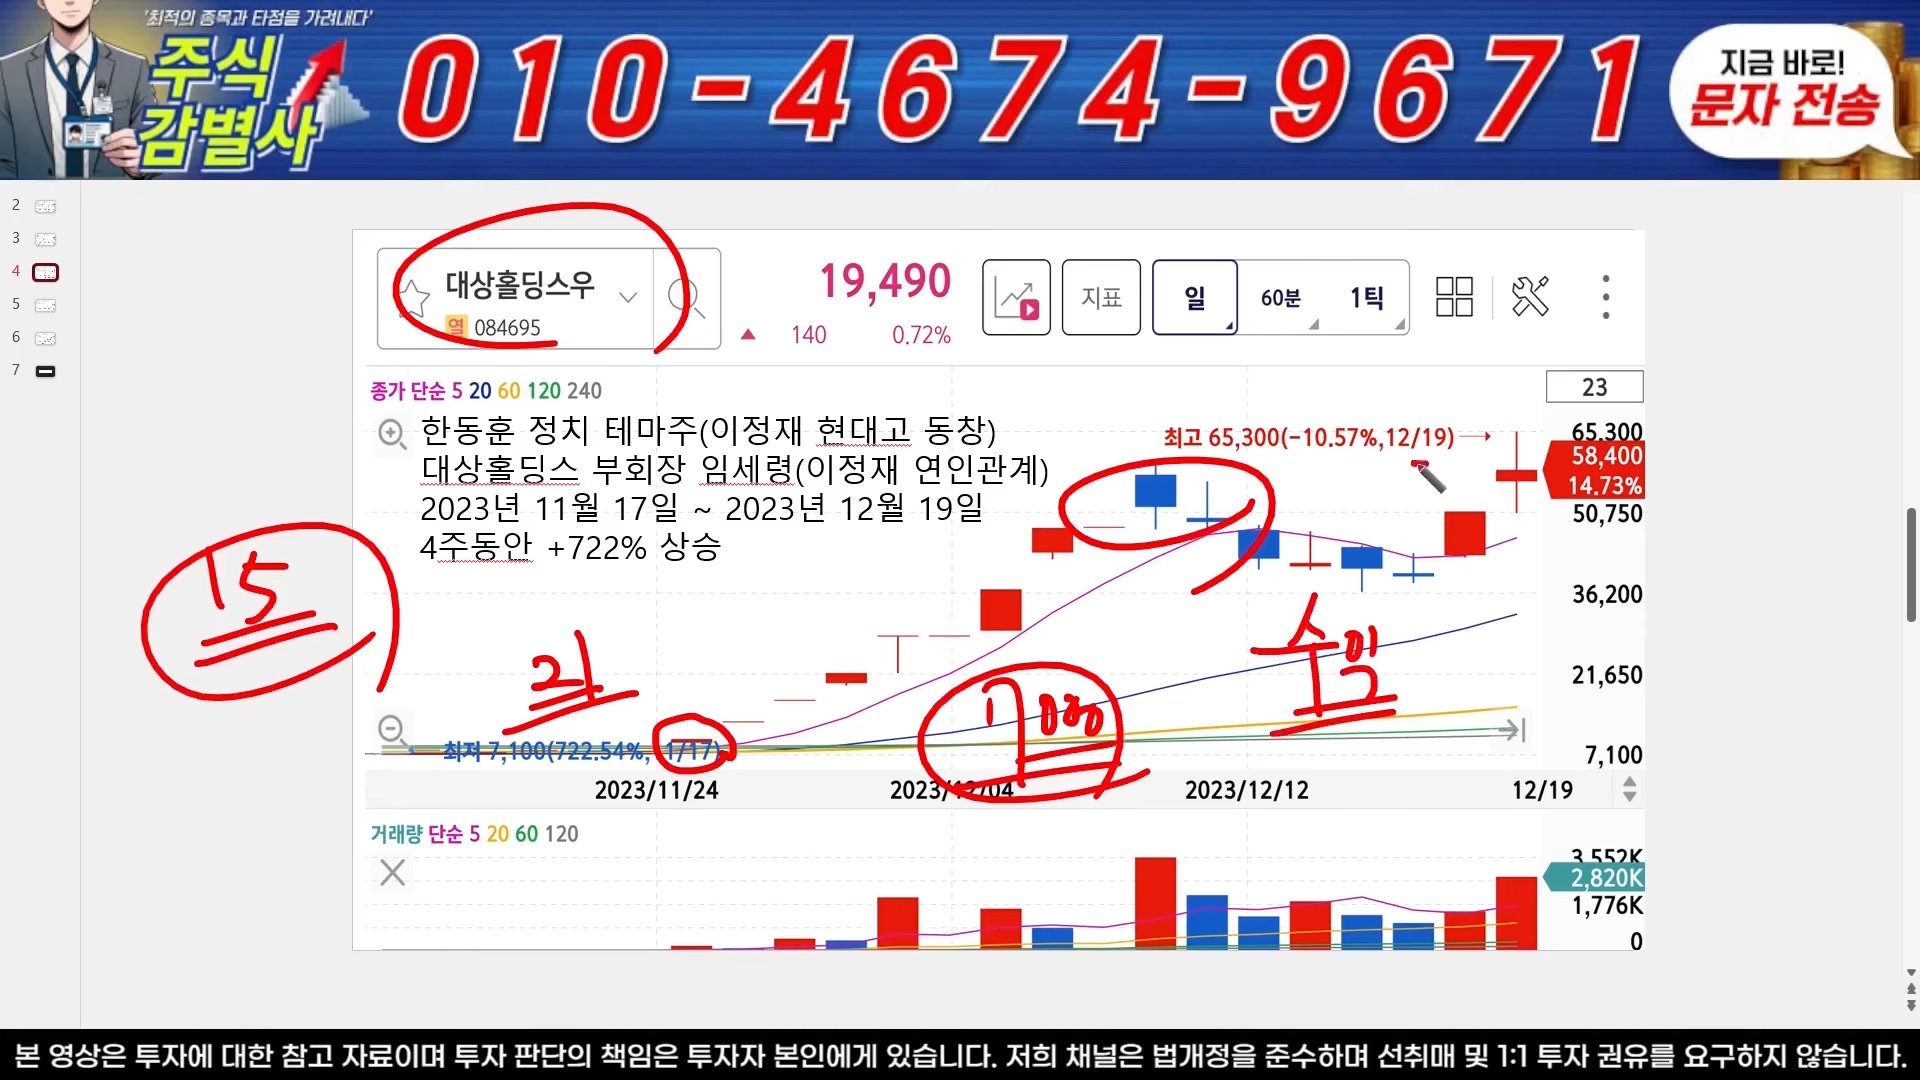 '최적의 종목과 타점을 가려내다'
주식
감별사
010-4674-9671
지금 바로!
문자 전송
2
3
4
5
6
7
대상홀딩스우
열 084695
19,490
▲ 140 0.72%
지표
일
60분
1틱
종가 단순 5 20 60 120 240
23
한동훈 정치 테마주(이정재 현대고 동창)
대상홀딩스 부회장 임세령(이정재 연인관계)
2023년 11월 17일 ~ 2023년 12월 19일
4주동안 +722% 상승
최고 65,300(-10.57%,12/19)
65,300
58,400
14.73%
50,750
36,200
21,650
7,100
15
수익
최저 7,100(722.54%, 1/17)
2023/11/24
2023/12/04
2023/12/12
12/19
거래량 단순 5 20 60 120
3,552K
2,820K
1,776K
0
본 영상은 투자에 대한 참고 자료이며 투자 판단의 책임은 투자자 본인에게 있습니다. 저희 채널은 법개정을 준수하며 선취매 및 1:1 투자 권유를 요구하지 않습니다.